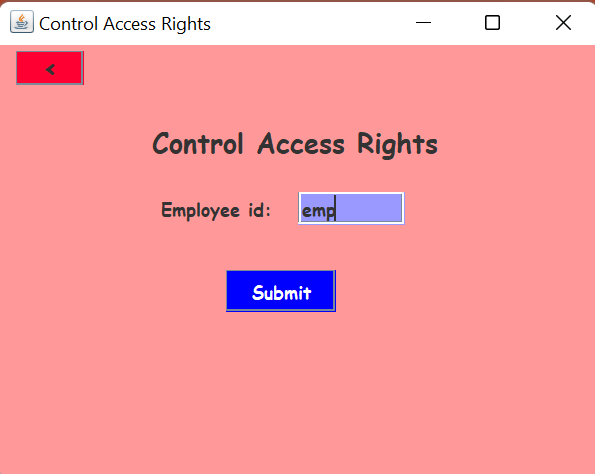 Control Access Rights
<
Control Access Rights
Employee id: emp
Submit